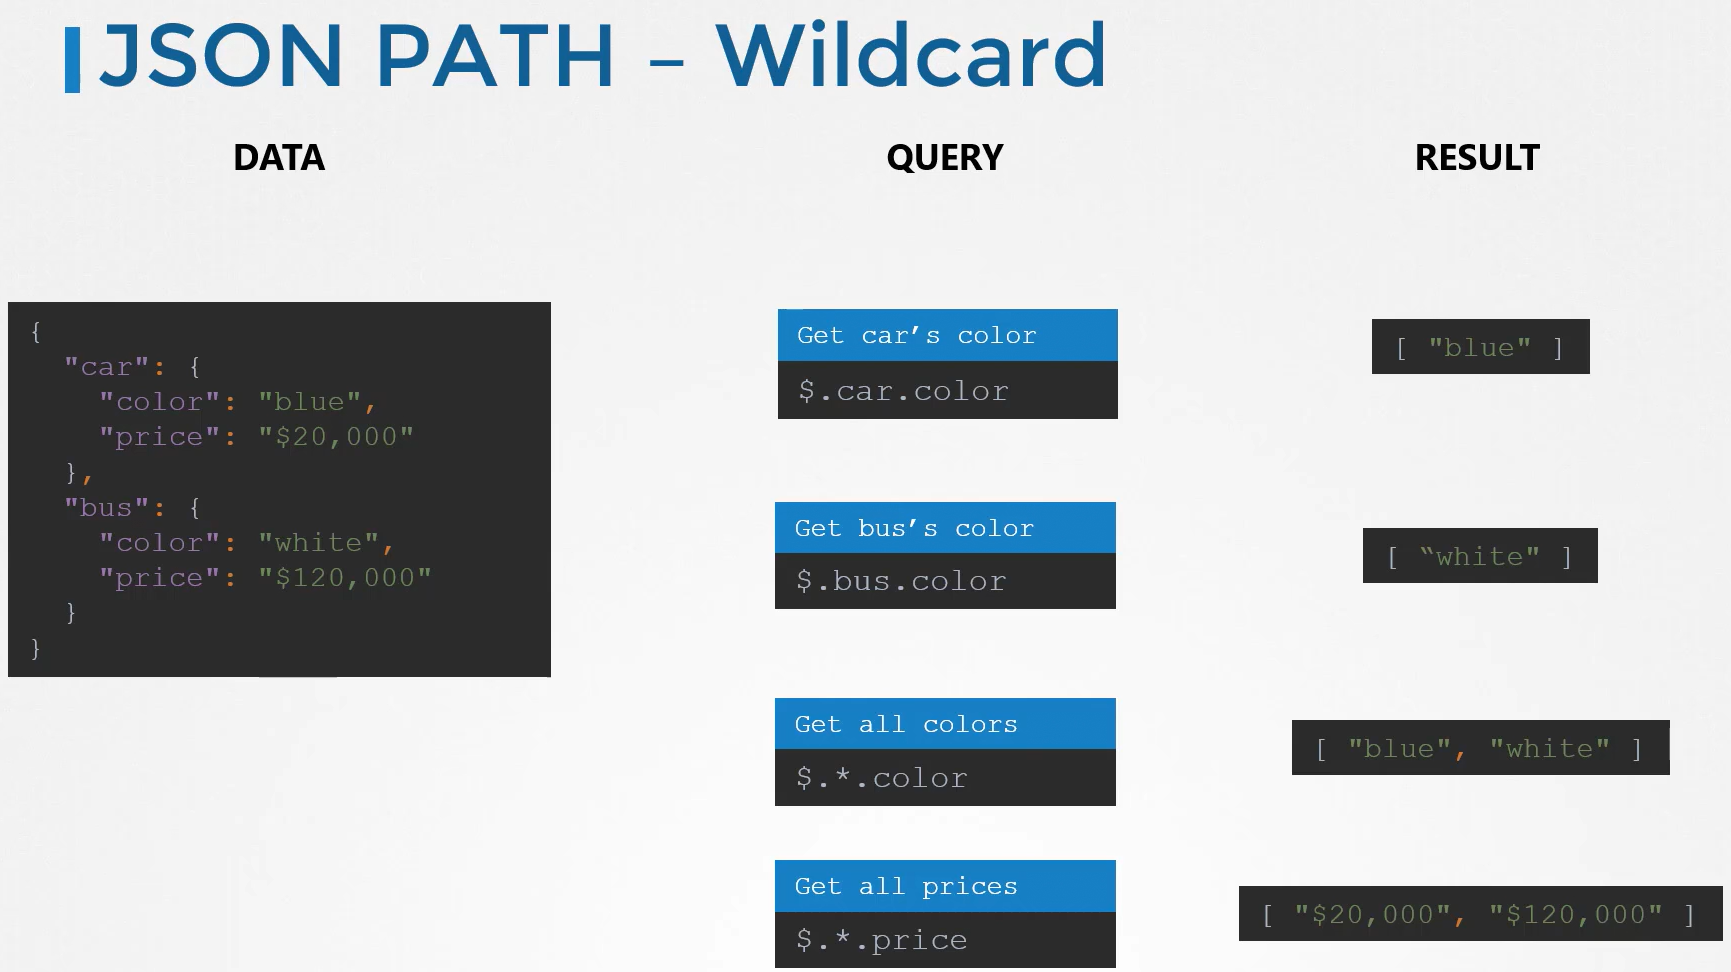 JSON PATH – Wildcard
DATA
QUERY
RESULT
{
"car": {
"color": "blue",
"price": "$20,000"
},
"bus": {
"color": "white",
"price": "$120,000"
}
}
Get car’s color
$.car.color
[ "blue" ]
Get bus’s color
$.bus.color
[ “white" ]
Get all colors
$.*.color
[ "blue", "white" ]
Get all prices
$.*.price
[ "$20,000", "$120,000" ]